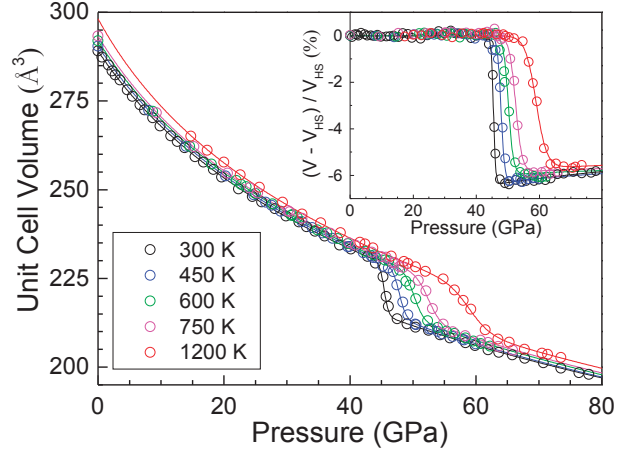 300
275
250
225
200
0
20
40
60
80
Unit Cell Volume (Å³)
Pressure (GPa)
300 K
450 K
600 K
750 K
1200 K
0
-2
-4
-6
0
20
40
60
(V - V_HS) / V_HS (%)
Pressure (GPa)